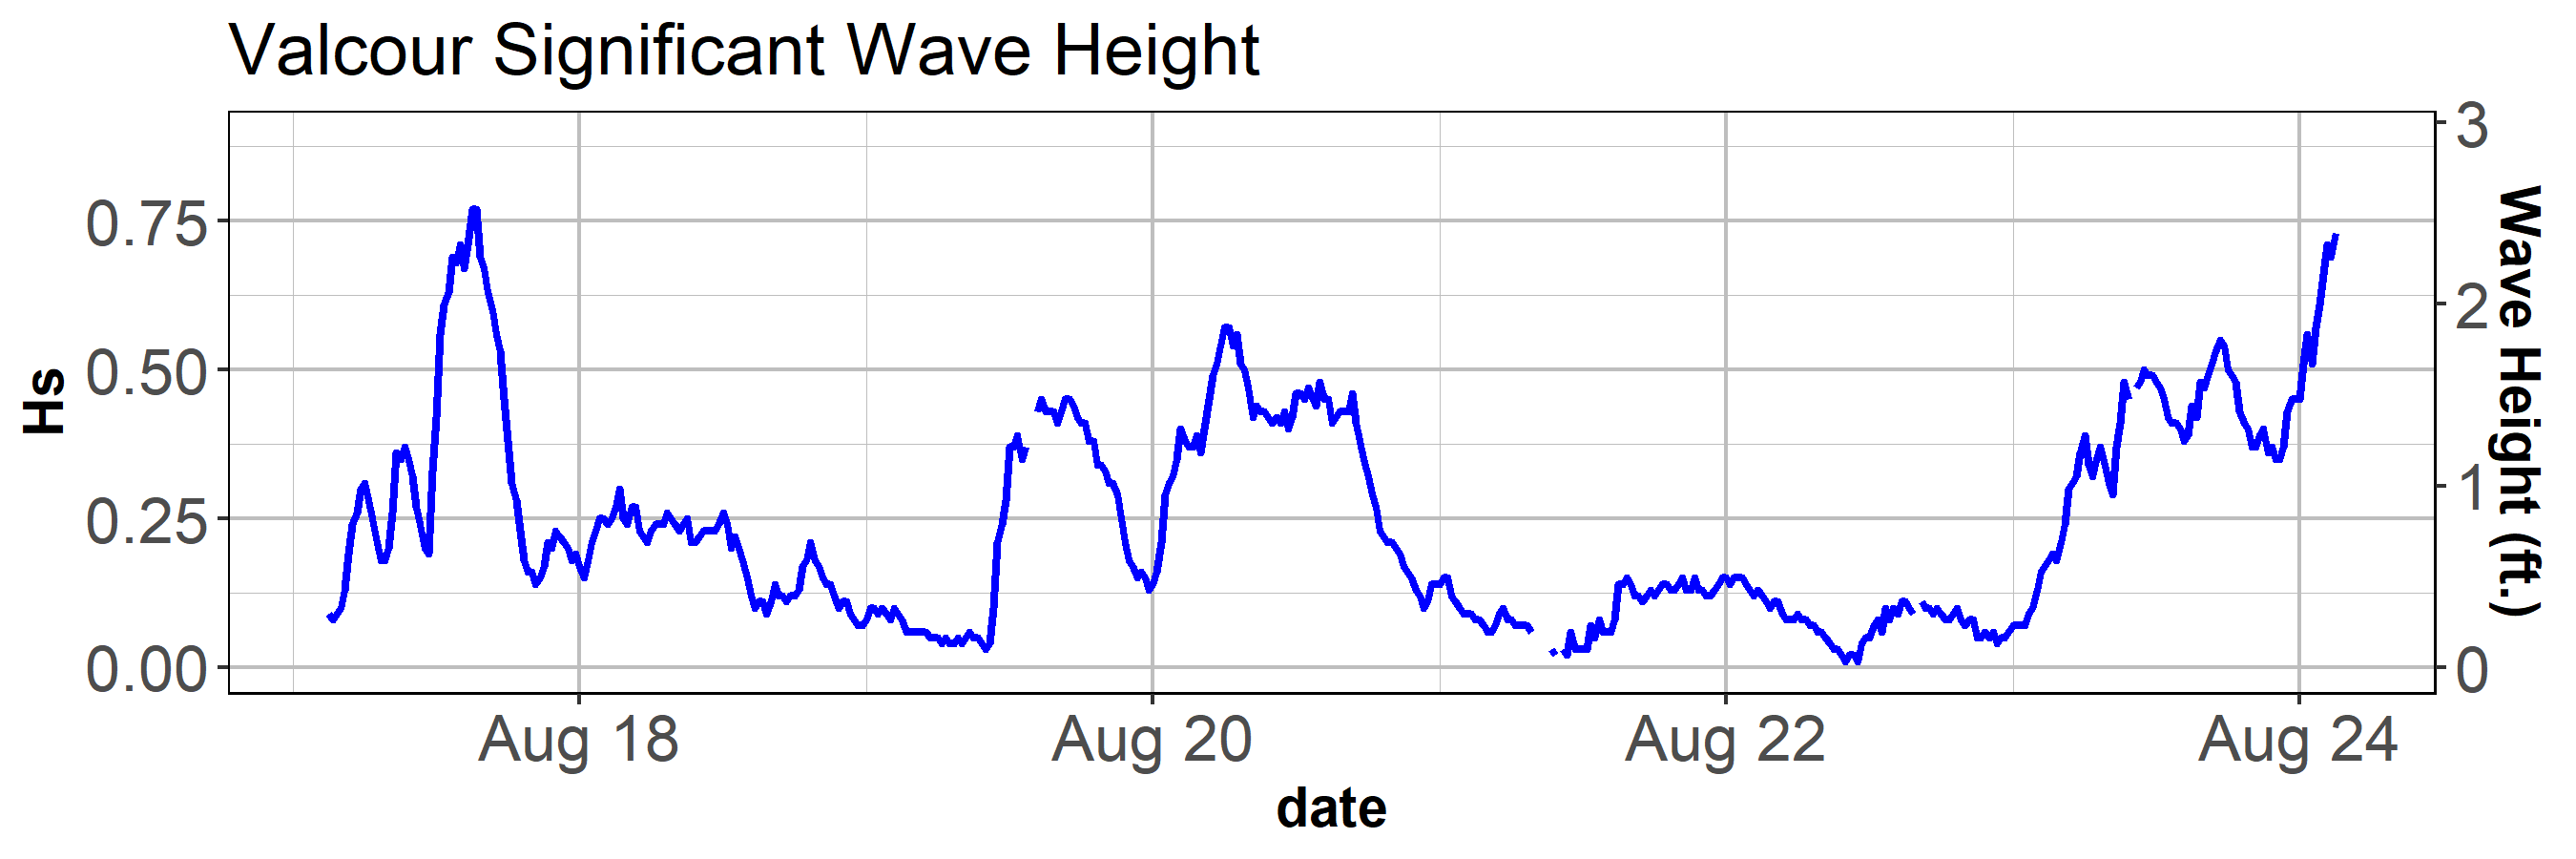 Valcour Significant Wave Height
Hs
0.75
0.50
0.25
0.00
3
2
1
0
Wave Height (ft.)
Aug 18
Aug 20
Aug 22
Aug 24
date